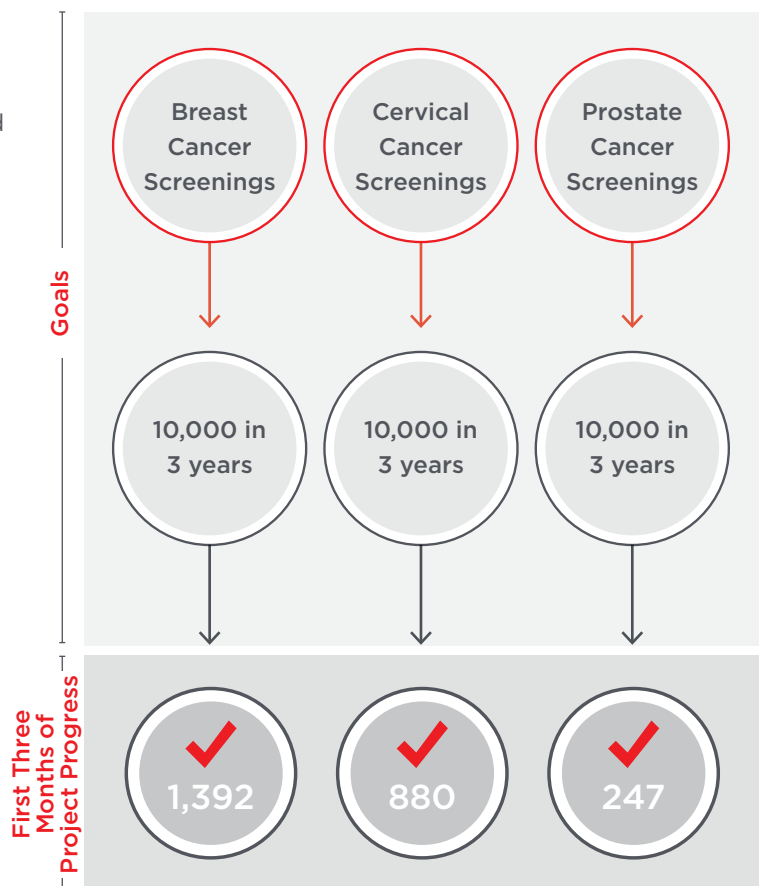 Breast
Cancer
Screenings
Cervical
Cancer
Screenings
Prostate
Cancer
Screenings
Goals
10,000 in
3 years
10,000 in
3 years
10,000 in
3 years
First Three
Months of
Project Progress
1,392
880
247